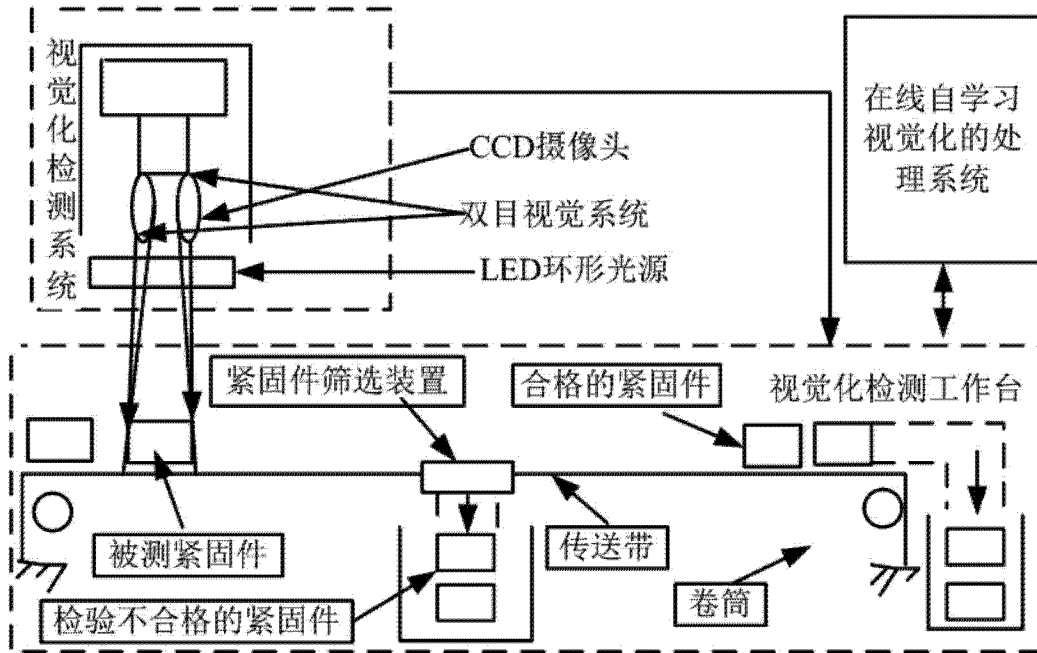 视觉化检测系统
CCD摄像头
双目视觉系统
LED环形光源
在线自学习
视觉化的处
理系统
紧固件筛选装置
合格的紧固件
视觉化检测工作台
被测紧固件
传送带
检验不合格的紧固件
卷筒